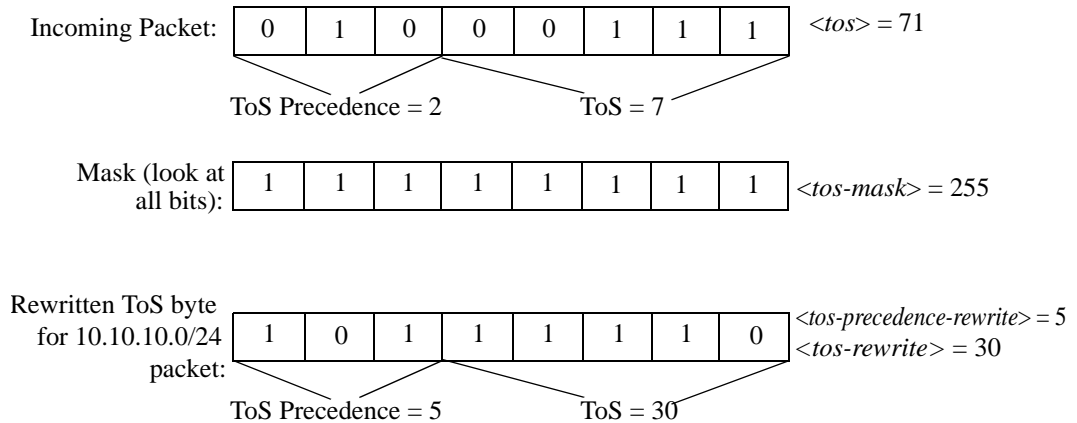 Incoming Packet: 0 1 0 0 0 1 1 1 <tos> = 71
ToS Precedence = 2 ToS = 7
Mask (look at
all bits): 1 1 1 1 1 1 1 1 <tos-mask> = 255
Rewritten ToS byte
for 10.10.10.0/24
packet: 1 0 1 1 1 1 1 0 <tos-precedence-rewrite> = 5
<tos-rewrite> = 30
ToS Precedence = 5 ToS = 30